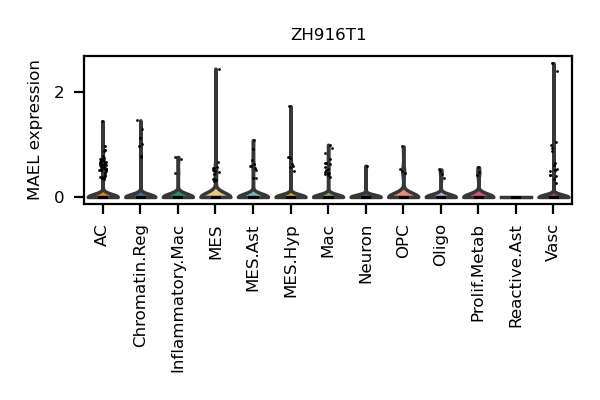 ZH916T1
MAEL expression
2
0
AC
Chromatin.Reg
Inflammatory.Mac
MES
MES.Ast
MES.Hyp
Mac
Neuron
OPC
Oligo
Prolif.Metab
Reactive.Ast
Vasc